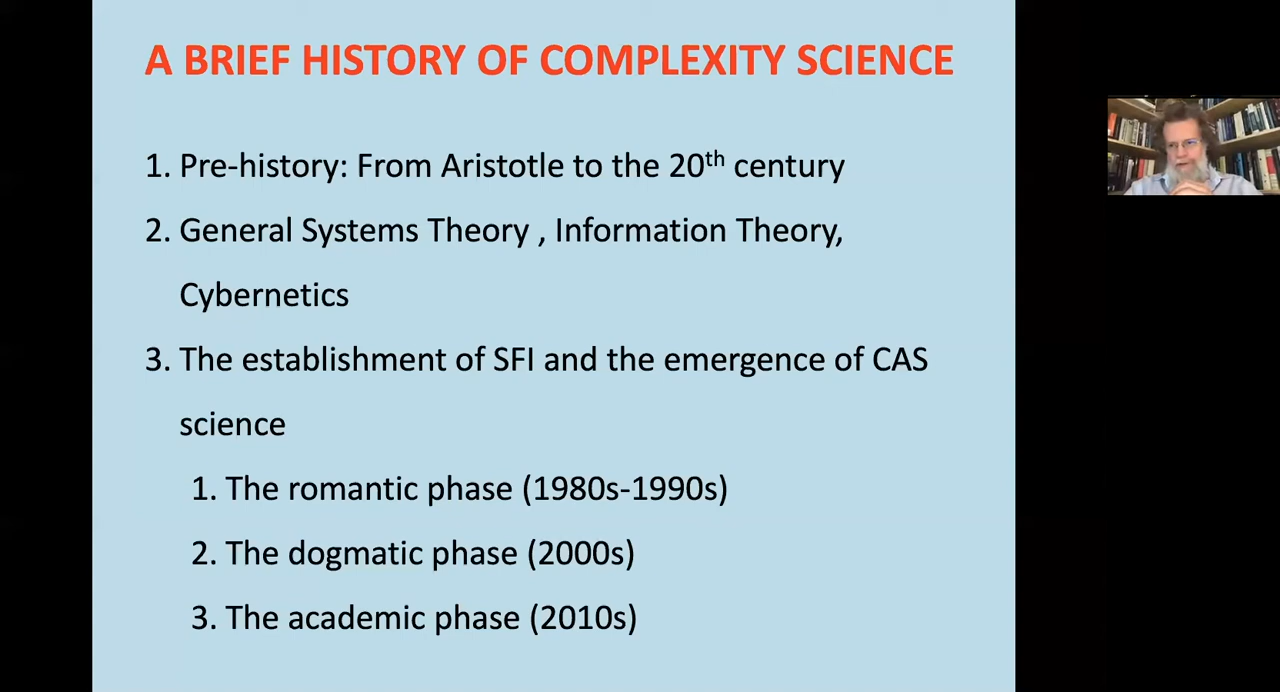 A BRIEF HISTORY OF COMPLEXITY SCIENCE
1. Pre-history: From Aristotle to the 20th century
2. General Systems Theory , Information Theory,
Cybernetics
3. The establishment of SFI and the emergence of CAS
science
1. The romantic phase (1980s-1990s)
2. The dogmatic phase (2000s)
3. The academic phase (2010s)